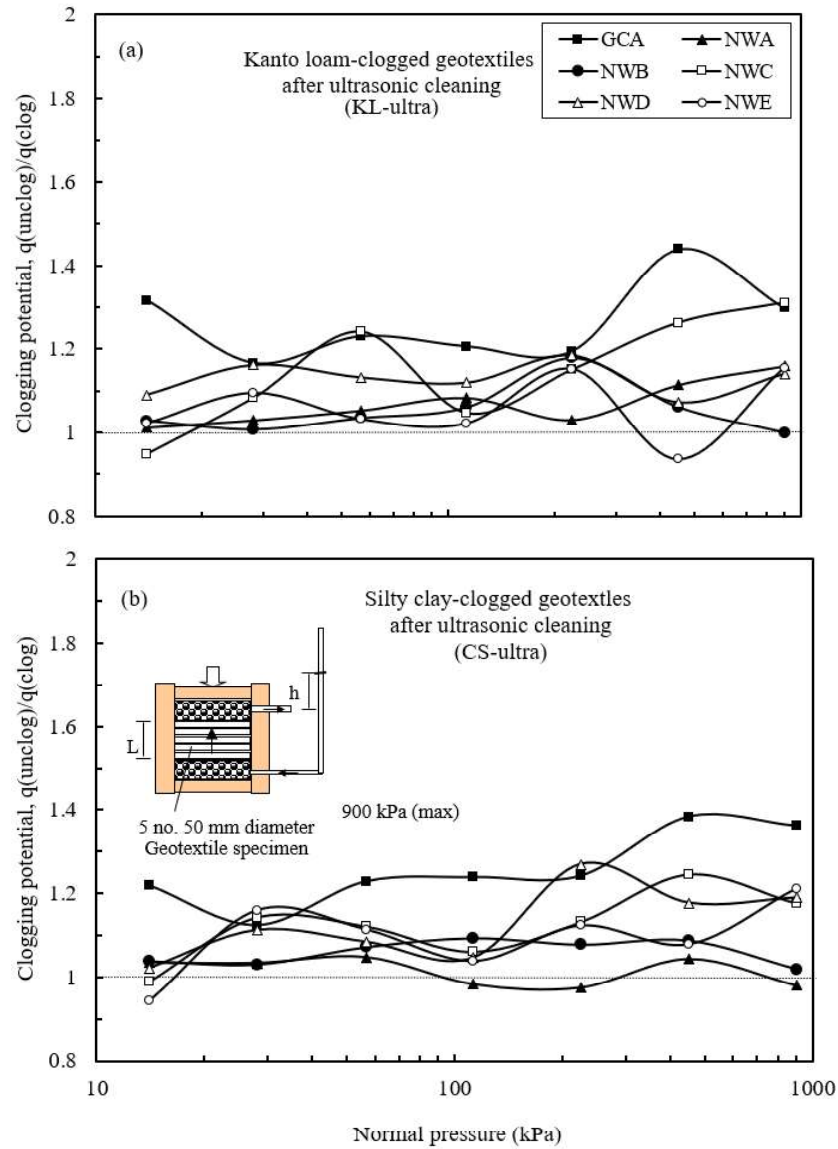 2
(a)
Kanto loam-clogged geotextiles
after ultrasonic cleaning
(KL-ultra)
GCA
NWA
NWB
NWC
NWD
NWE
1.8
1.6
1.4
1.2
1
0.8
Clogging potential, q(unclog)/q(clog)
2
(b)
Silty clay-clogged geotextles
after ultrasonic cleaning
(CS-ultra)
1.8
h
1.6
L
900 kPa (max)
5 no. 50 mm diameter
Geotextile specimen
1.4
1.2
1
0.8
Clogging potential, q(unclog)/q(clog)
10
100
1000
Normal pressure (kPa)